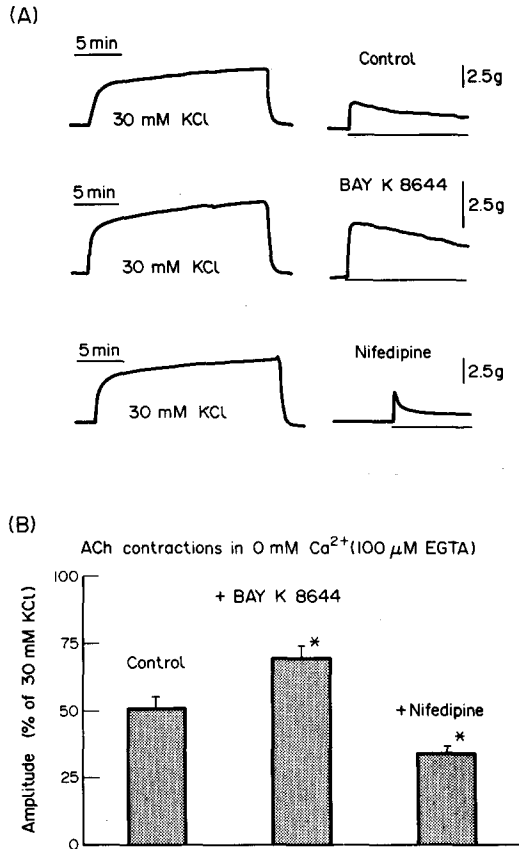 (A)
5 min
Control
2.5g
30 mM KCl
5 min
BAY K 8644
2.5g
30 mM KCl
5 min
Nifedipine
2.5g
30 mM KCl
(B)
ACh contractions in 0 mM Ca²⁺(100 µM EGTA)
Amplitude (% of 30 mM KCl)
100
75
50
25
0
Control
+ BAY K 8644
*
+ Nifedipine
*